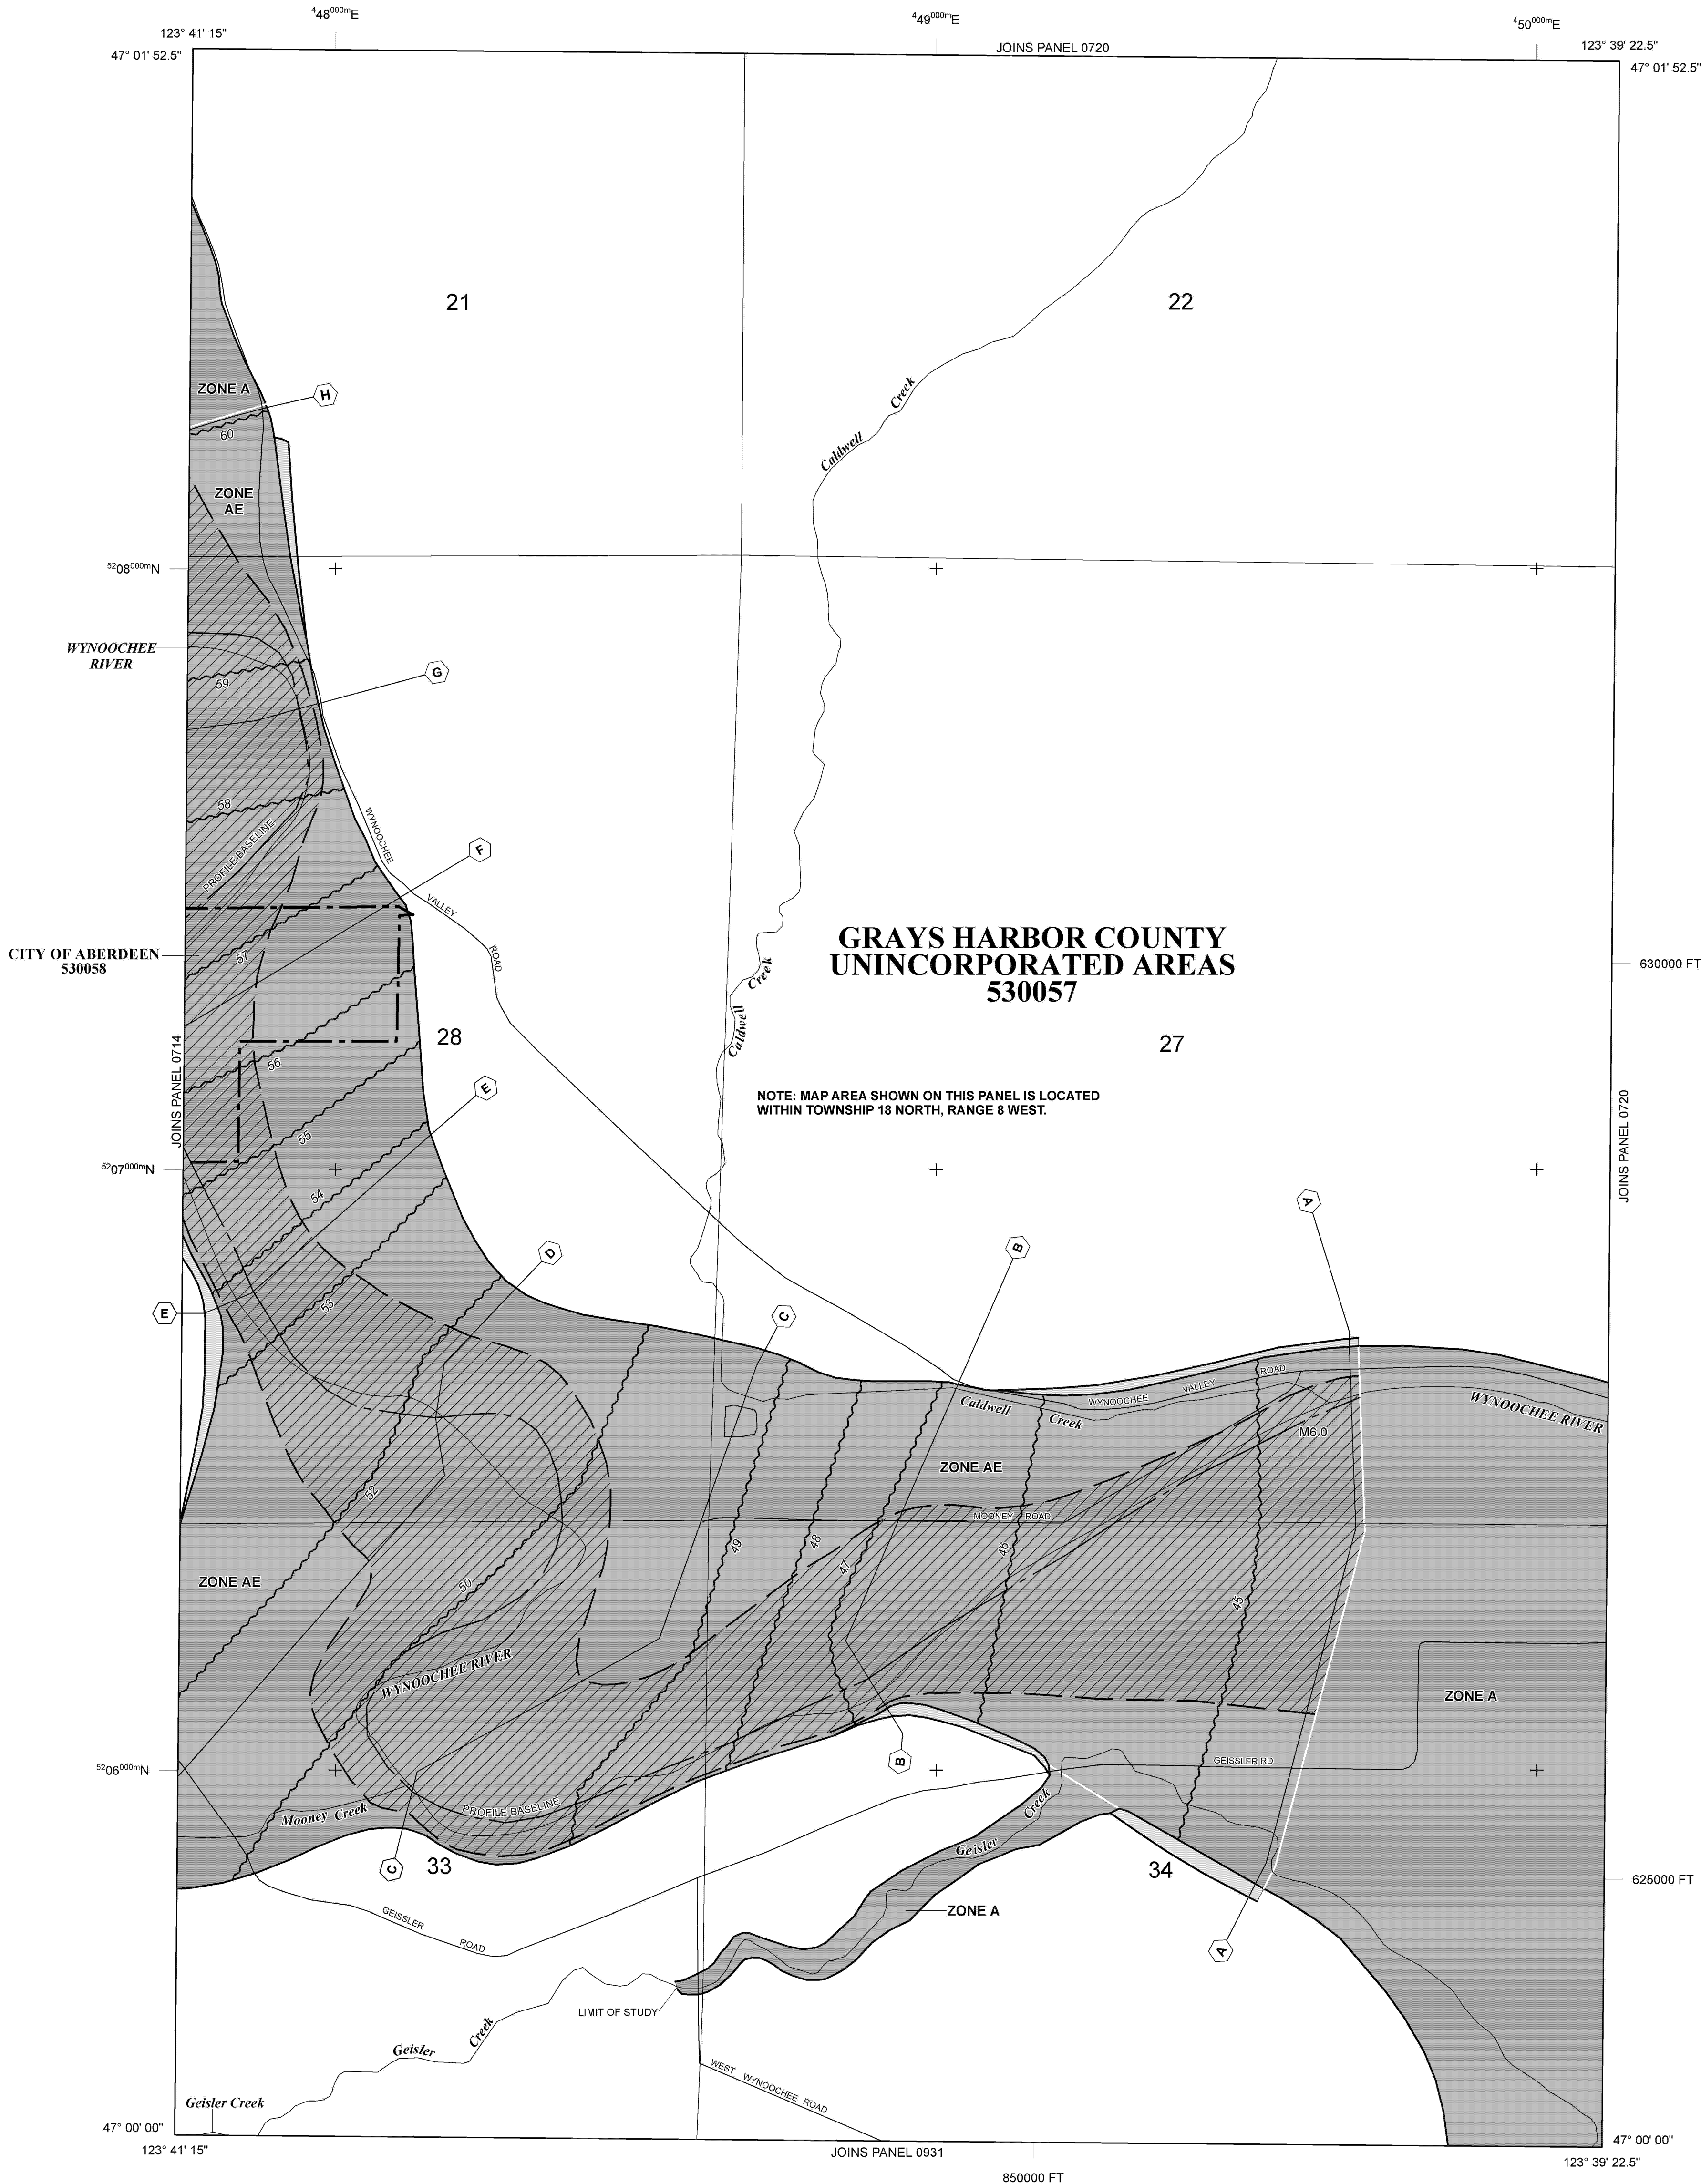 448000mE
449000mE
450000mE
123° 41' 15"
JOINS PANEL 0720
123° 39' 22.5"
47° 01' 52.5"
47° 01' 52.5"
21
22
ZONE A
H
60
Creek
Caldwell
ZONE
AE
5208000mN
WYNOOCHEE
RIVER
59
G
58
PROFILE BASELINE
WYNOOCHEE
F
VALLEY
ROAD
CITY OF ABERDEEN
530058
57
GRAYS HARBOR COUNTY
UNINCORPORATED AREAS
530057
630000 FT
Creek
Caldwell
28
27
JOINS PANEL 0714
56
E
NOTE: MAP AREA SHOWN ON THIS PANEL IS LOCATED
WITHIN TOWNSHIP 18 NORTH, RANGE 8 WEST.
JOINS PANEL 0720
55
5207000mN
54
A
D
B
E
53
C
ROAD
VALLEY
WYNOOCHEE
Caldwell
Creek
WYNOOCHEE RIVER
M6.0
ZONE AE
52
MOONEY ROAD
49
48
47
46
45
ZONE AE
50
WYNOOCHEE RIVER
ZONE A
GEISSLER RD
B
5206000mN
PROFILE BASELINE
Mooney Creek
Creek
Geisler
C
33
34
625000 FT
ZONE A
GEISSLER
ROAD
A
LIMIT OF STUDY
Creek
Geisler
WEST WYNOOCHEE ROAD
Geisler Creek
47° 00' 00"
47° 00' 00"
123° 41' 15"
JOINS PANEL 0931
123° 39' 22.5"
850000 FT